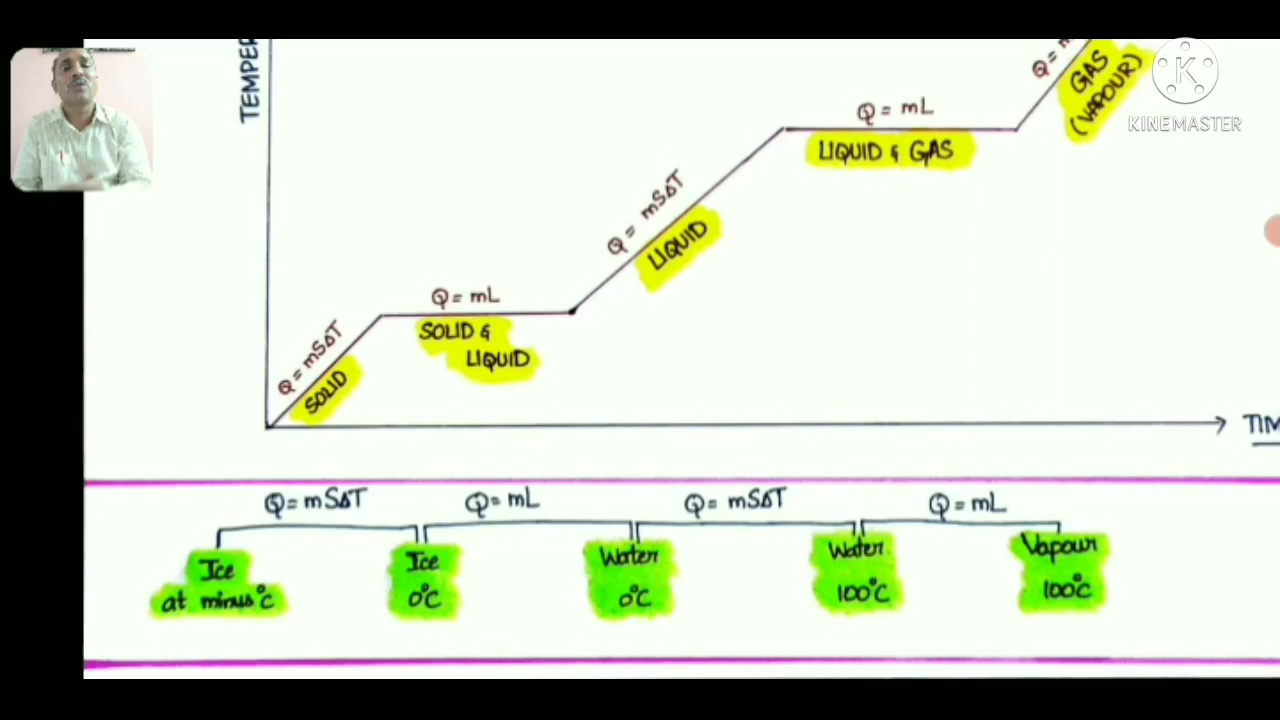 TEMPER
Q = m
GAS
(VAPOUR)
K
KINEMASTER
Q = mL
LIQUID & GAS
Q = mSΔT
LIQUID
Q = mL
SOLID &
LIQUID
Q = mSΔT
SOLID
TIM
Q = mSΔT
Q = mL
Q = mSΔT
Q = mL
Ice
at minus°C
Ice
0°C
Water
0°C
Water
100°C
Vapour
100°C